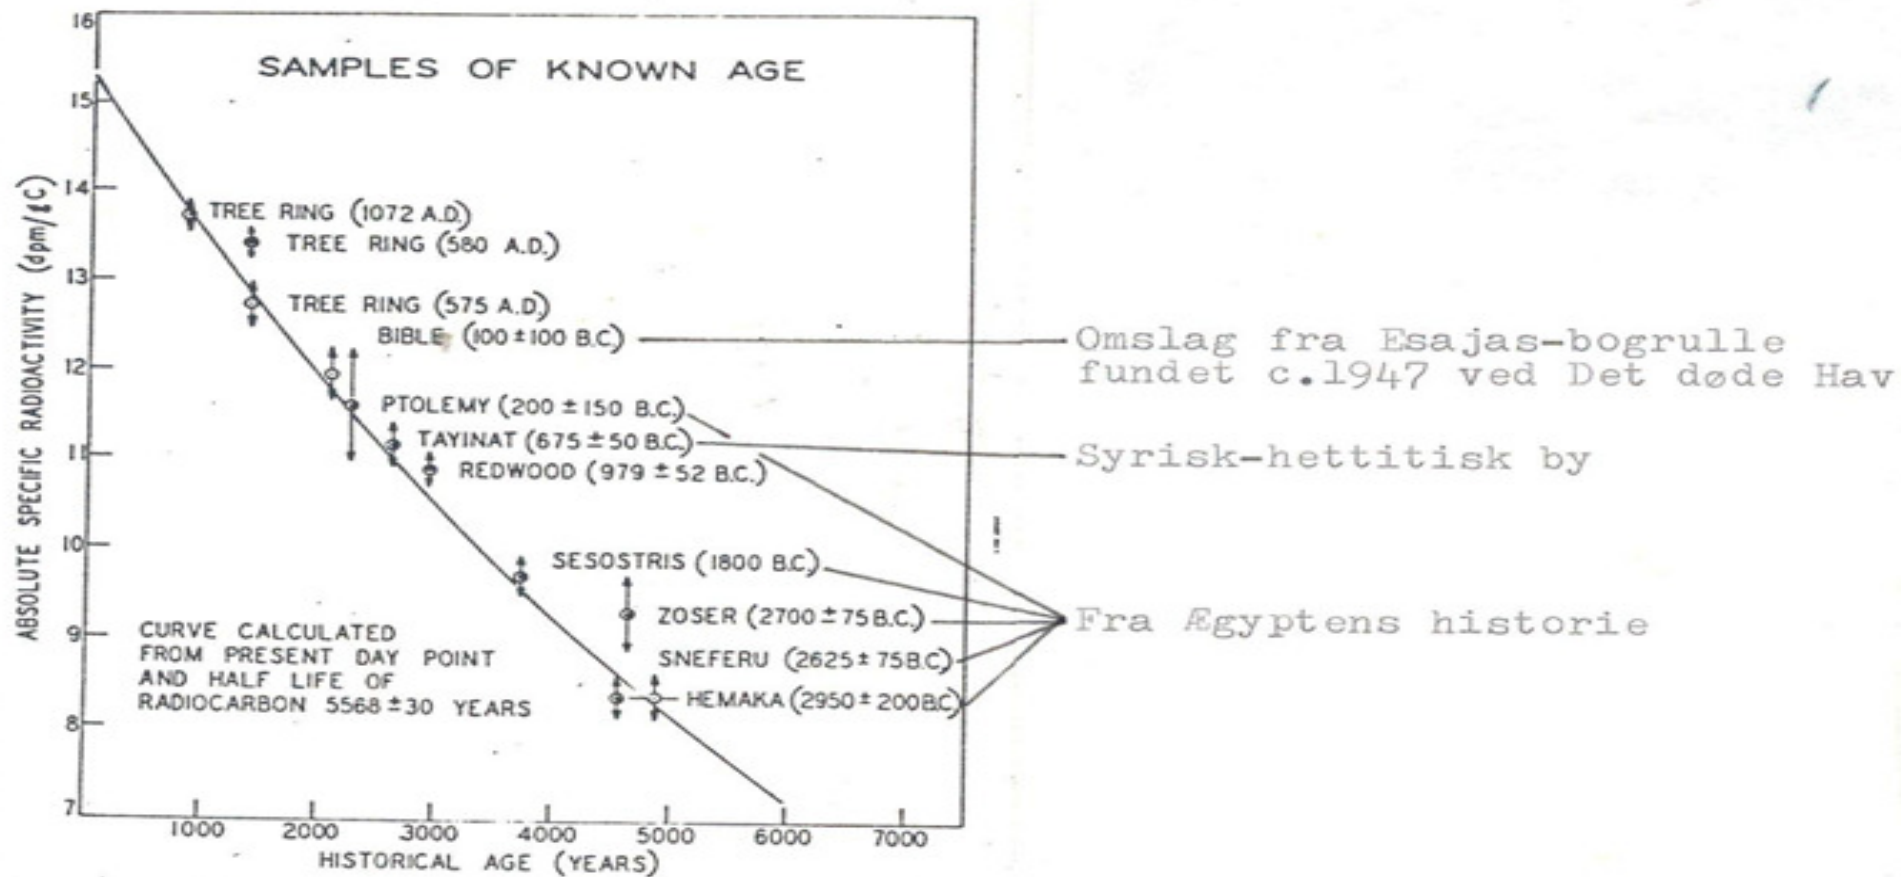 SAMPLES OF KNOWN AGE
16
15
14
13
12
11
10
9
8
7
ABSOLUTE SPECIFIC RADIOACTIVITY (dpm/1C)
TREE RING (1072 A.D.)
TREE RING (580 A.D.)
TREE RING (575 A.D)
BIBLE (100 ± 100 B.C)
Omslag fra Esajas-bogrulle
fundet c.1947 ved Det døde Hav
PTOLEMY (200 ± 150 B.C.)
TAYINAT (675 ± 50 B.C.)
Syrisk-hettitisk by
REDWOOD (979 ± 52 B.C.)
SESOSTRIS (1800 B.C.)
ZOSER (2700 ± 75 B.C.)
Fra Ægyptens historie
SNEFERU (2625 ± 75 B.C)
HEMAKA (2950 ± 200 B.C)
CURVE CALCULATED
FROM PRESENT DAY POINT
AND HALF LIFE OF
RADIOCARBON 5568 ± 30 YEARS
1000 2000 3000 4000 5000 6000 7000
HISTORICAL AGE (YEARS)